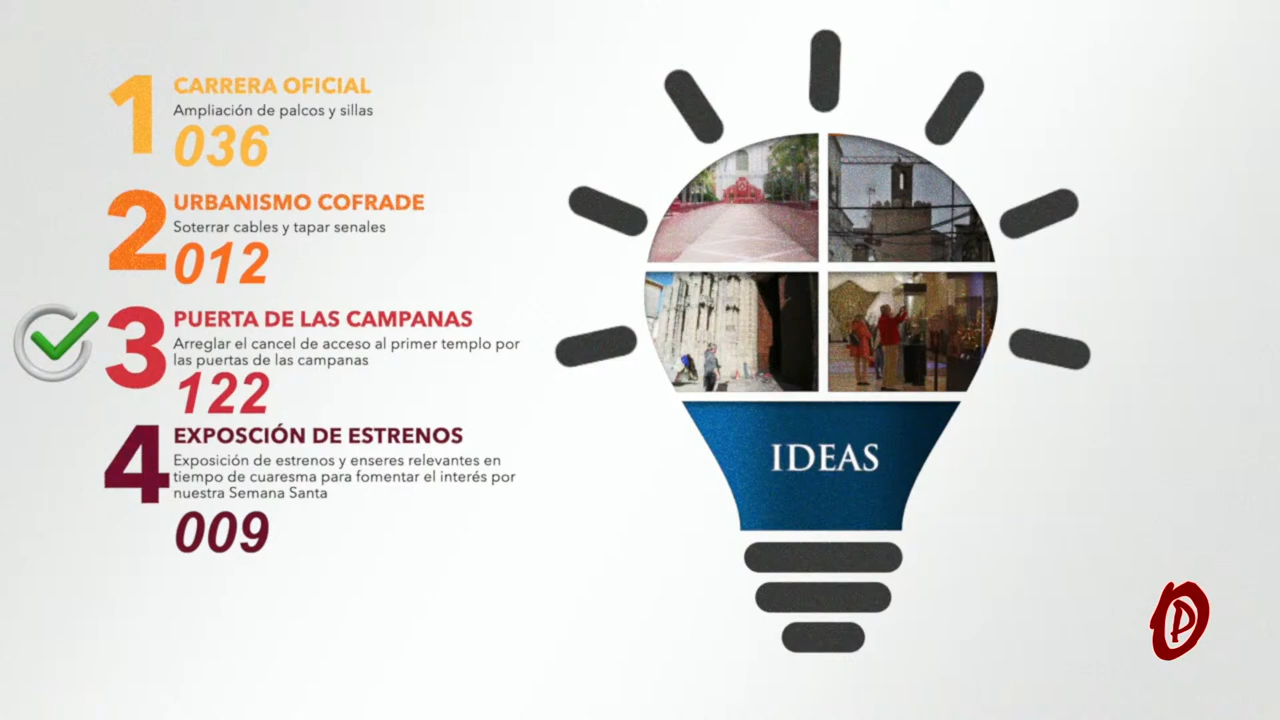 1
CARRERA OFICIAL
Ampliación de palcos y sillas
036
2
URBANISMO COFRADE
Soterrar cables y tapar senales
012
3
PUERTA DE LAS CAMPANAS
Arreglar el cancel de acceso al primer templo por
las puertas de las campanas
122
4
EXPOSCIÓN DE ESTRENOS
Exposición de estrenos y enseres relevantes en
tiempo de cuaresma para fomentar el interés por
nuestra Semana Santa
009
IDEAS
P